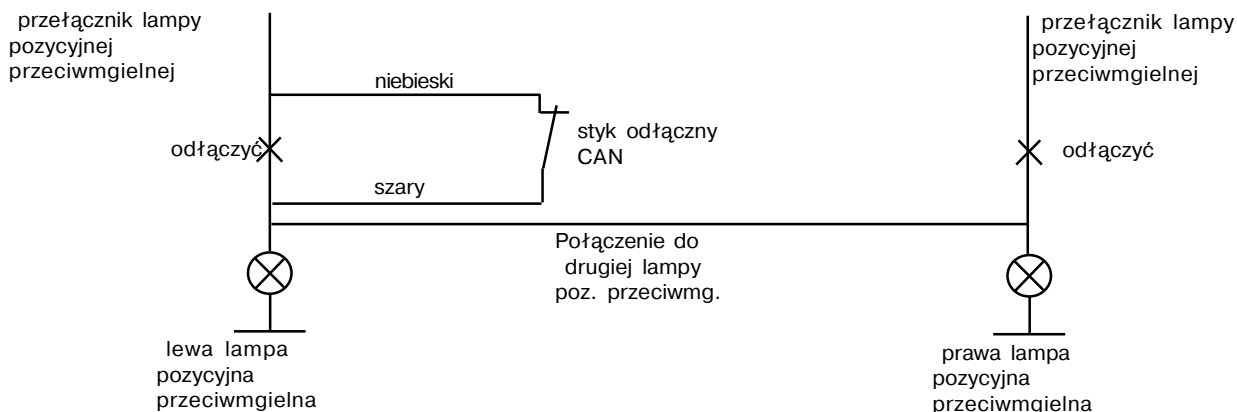 przełącznik lampy
pozycyjnej
przeciwmgielnej
przełącznik lampy
pozycyjnej
przeciwmgielnej
niebieski
styk odłączny
CAN
odłączyć
odłączyć
szary
Połączenie do
drugiej lampy
poz. przeciwmg.
lewa lampa
pozycyjna
przeciwmgielna
prawa lampa
pozycyjna
przeciwmgielna